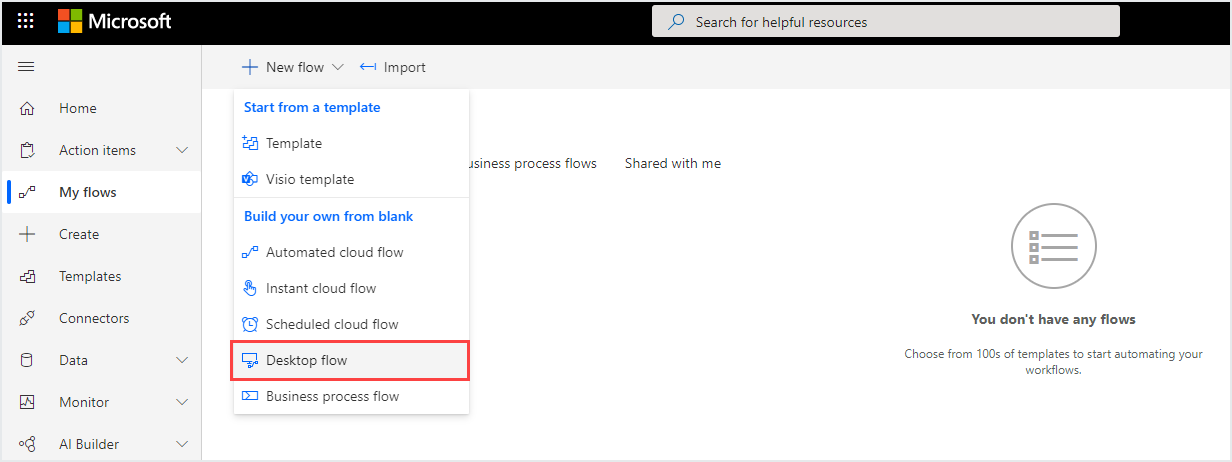 Microsoft
Search for helpful resources
New flow
Import
Home
Action items
My flows
Create
Templates
Connectors
Data
Monitor
AI Builder
Start from a template
Template
Visio template
Build your own from blank
Automated cloud flow
Instant cloud flow
Scheduled cloud flow
Desktop flow
Business process flow
usiness process flows
Shared with me
You don't have any flows
Choose from 100s of templates to start automating your
workflows.